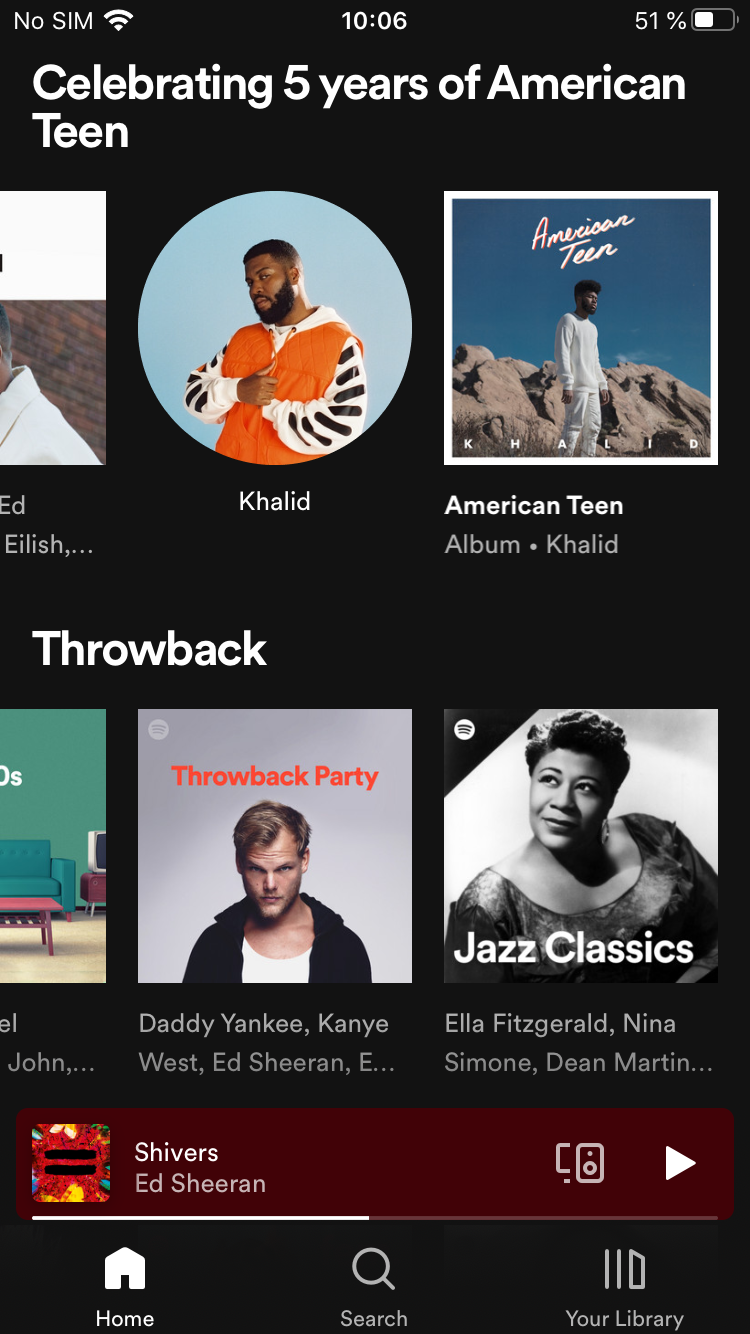 No SIM 10:06 51 %
Celebrating 5 years of American
Teen
American
Teen
K H A L I D
Ed
Eilish,...
Khalid
American Teen
Album • Khalid
Throwback
0s
Throwback Party
Jazz Classics
el
John,...
Daddy Yankee, Kanye
West, Ed Sheeran, E...
Ella Fitzgerald, Nina
Simone, Dean Martin...
Shivers
Ed Sheeran
Home
Search
Your Library